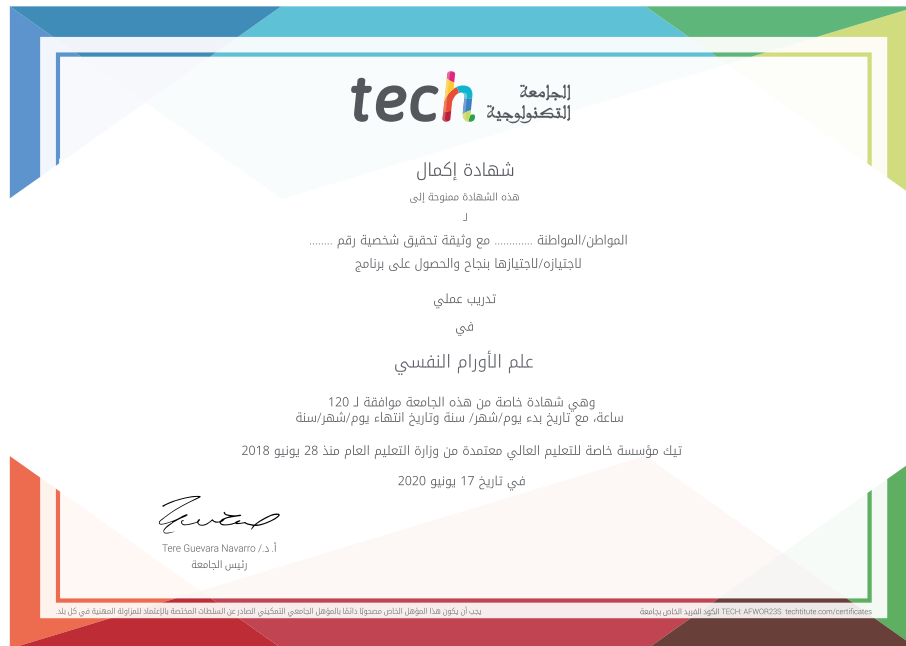 tech الجامعة
التكنولوجية
شهادة إكمال
هذه الشهادة ممنوحة إلى
لـ
المواطن/المواطنة ............. مع وثيقة تحقيق شخصية رقم ........
لاجتيازه/لاجتيازها بنجاح والحصول على برنامج
تدريب عملي
في
علم الأورام النفسي
وهي شهادة خاصة من هذه الجامعة موافقة لـ 120
ساعة، مع تاريخ بدء يوم/شهر/ سنة وتاريخ انتهاء يوم/شهر/سنة
تيك مؤسسة خاصة للتعليم العالي معتمدة من وزارة التعليم العام منذ 28 يونيو 2018
في تاريخ 17 يونيو 2020
أ.د./ Tere Guevara Navarro
رئيس الجامعة
يجب أن يكون هذا المؤهل الخاص مصحوبًا دائمًا بالمؤهل الجامعي التمكيني الصادر عن السلطات المختصة بالإعتماد للمزاولة المهنية في كل بلد.
الكود الفريد الخاص بجامعة TECH: AFWOR23S techtitute.com/certificates